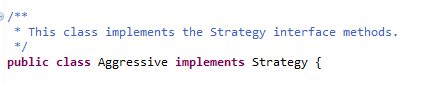 /**
 * This class implements the Strategy interface methods.
 */
public class Aggressive implements Strategy {